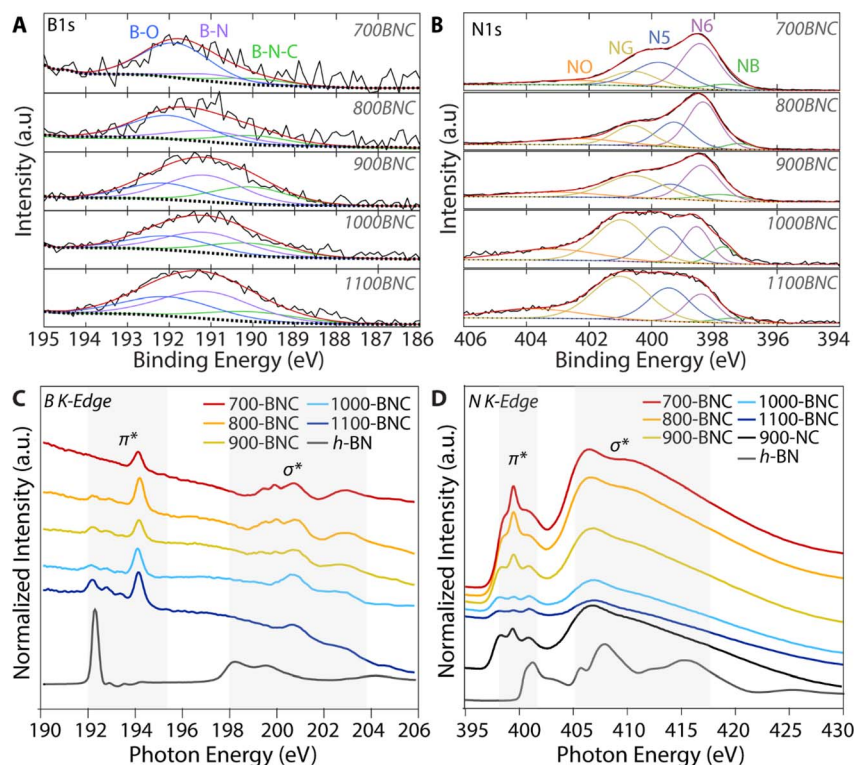 A
B1s
B-O
B-N
B-N-C
700BNC
800BNC
900BNC
1000BNC
1100BNC
Intensity (a.u)
195 194 193 192 191 190 189 188 187 186
Binding Energy (eV)
B
N1s
NO
NG
N5
N6
NB
700BNC
800BNC
900BNC
1000BNC
1100BNC
Intensity (a.u)
406 404 402 400 398 396 394
Binding Energy (eV)
C
B K-Edge
700-BNC 1000-BNC
800-BNC 1100-BNC
900-BNC h-BN
π*
σ*
Normalized Intensity (a.u.)
190 192 194 196 198 200 202 204 206
Photon Energy (eV)
D
N K-Edge
700-BNC 1000-BNC
800-BNC 1100-BNC
900-BNC 900-NC
h-BN
π*
σ*
Normalized Intensity (a.u.)
395 400 405 410 415 420 425 430
Photon Energy (eV)